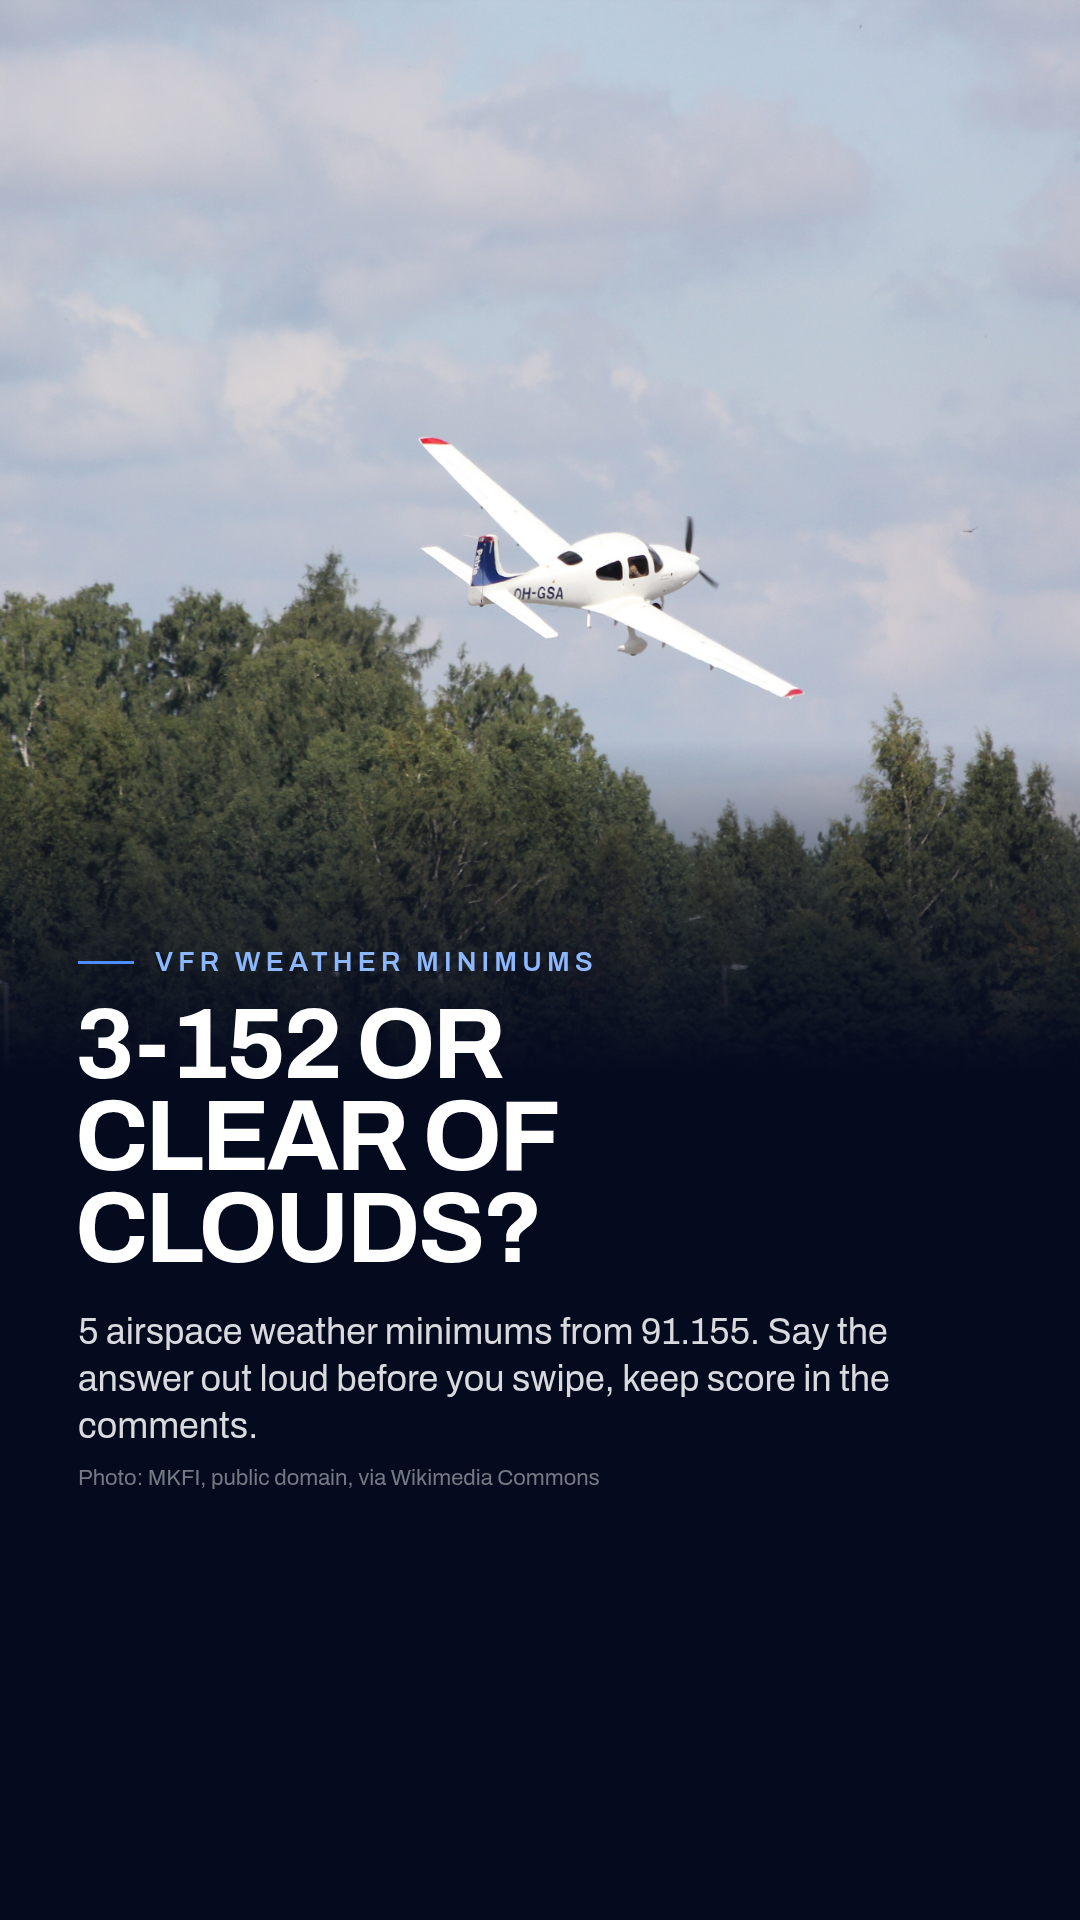 OH-GSA
VFR WEATHER MINIMUMS
3-152 OR
CLEAR OF
CLOUDS?
5 airspace weather minimums from 91.155. Say the
answer out loud before you swipe, keep score in the
comments.
Photo: MKFI, public domain, via Wikimedia Commons